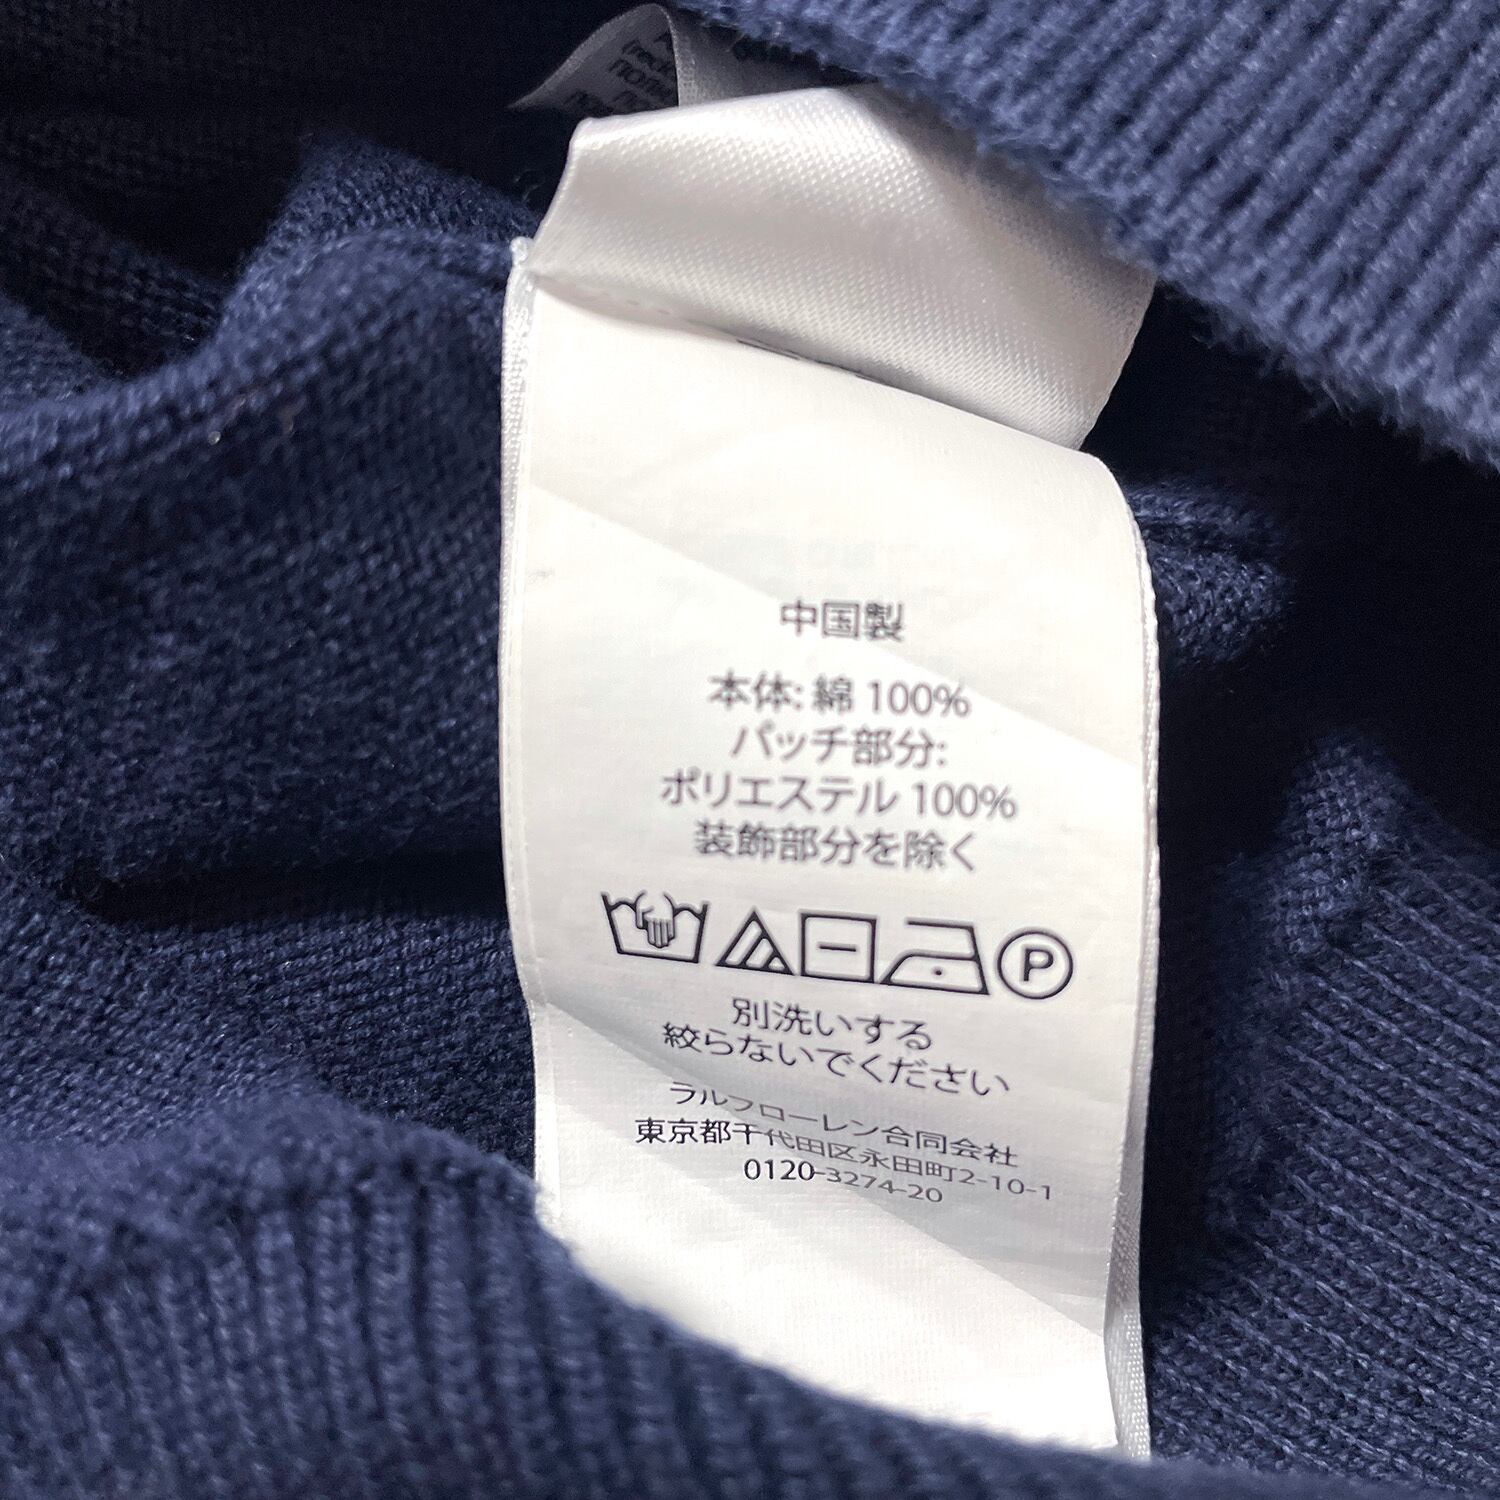 中国製
本体: 綿 100%
パッチ部分:
ポリエステル 100%
装飾部分を除く
P
別洗いする
絞らないでください
ラルフローレン合同会社
東京都千代田区永田町2-10-1
0120-3274-20